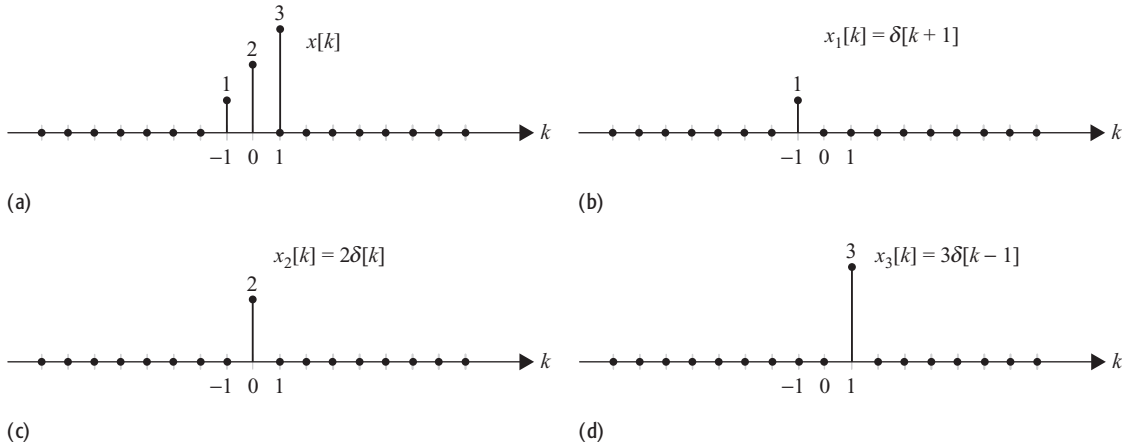 3
x[k]
2
1
k
−1 0 1
(a)
x₁[k] = δ[k + 1]
1
k
−1 0 1
(b)
x₂[k] = 2δ[k]
2
k
−1 0 1
(c)
3
x₃[k] = 3δ[k − 1]
k
−1 0 1
(d)